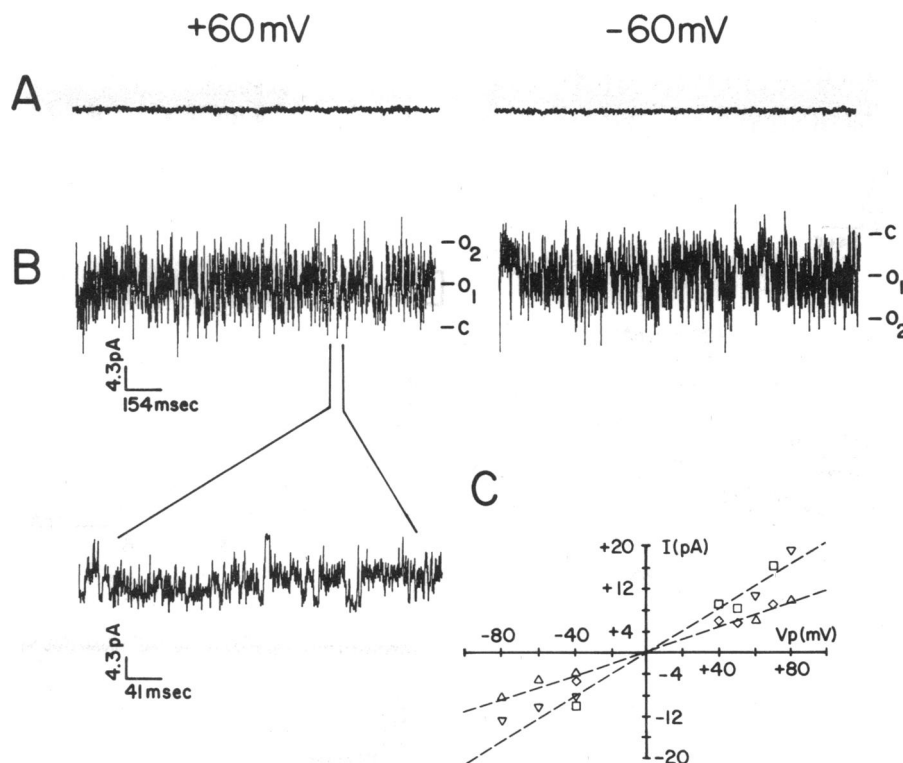 +60mV -60mV
A
B
-O2
-O1
-C
-C
-O1
-O2
4.3pA
154msec
4.3pA
41msec
C
+20 I(pA)
+12
+4
-80 -40
Vp(mV)
+40 +80
-4
-12
-20